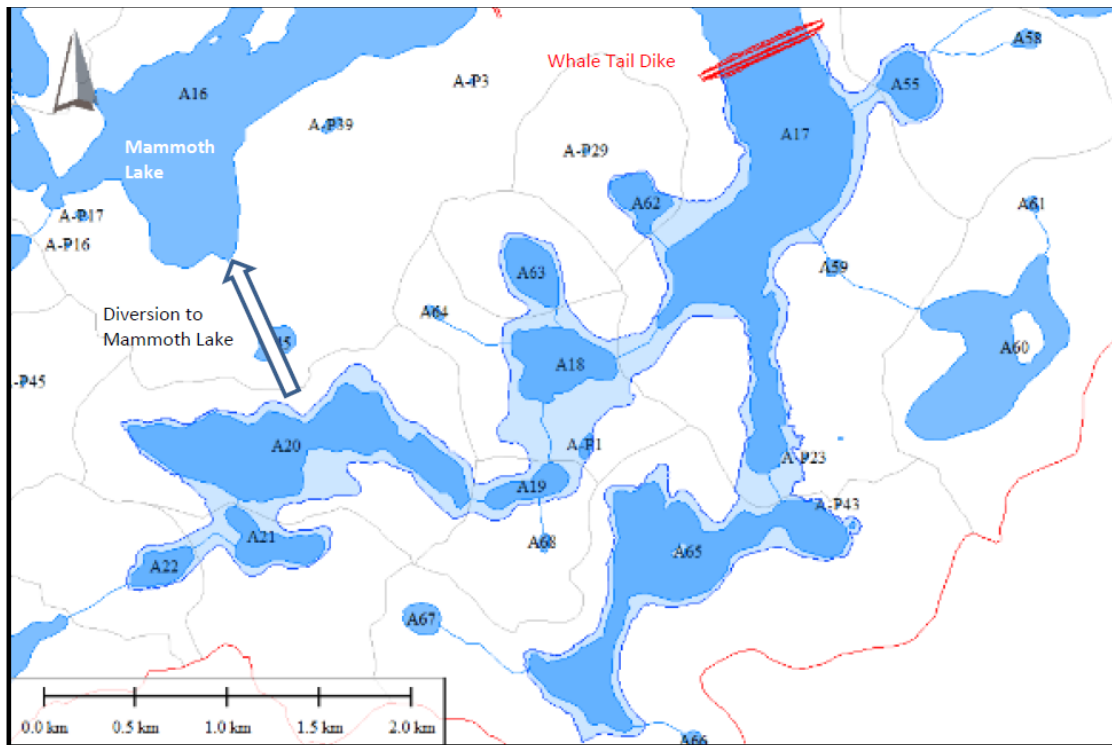 A58
Whale Tail Dike
A-P3
A55
A16
A-P39
A17
Mammoth
Lake
A-P29
A62
A61
A-P17
A-P16
A59
A63
A64
Diversion to
Mammoth Lake
A60
A18
A-P45
A20
A-P1
A-P23
A19
A-P43
A21
A68
A65
A22
A67
0.0 km 0.5 km 1.0 km 1.5 km 2.0 km
A66